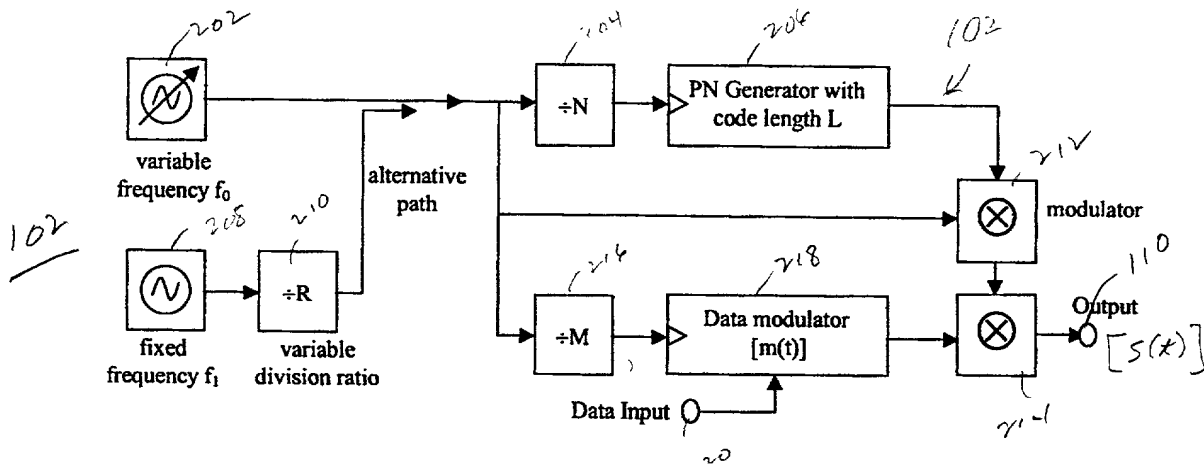 202
204
206
102
÷N
PN Generator with
code length L
variable
frequency f₀
alternative
path
212
modulator
102
208
210
÷R
fixed
frequency f₁
variable
division ratio
216
÷M
218
Data modulator
[m(t)]
110
Output
[S(t)]
Data Input
20